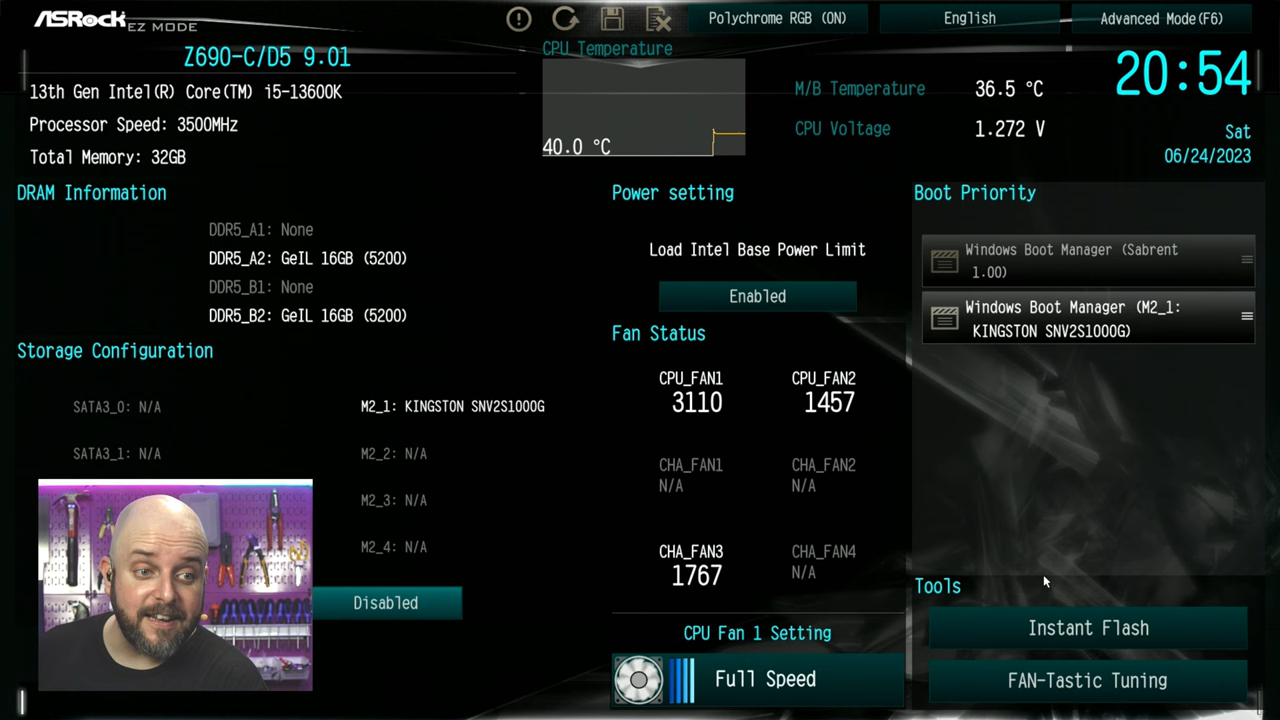 ASRock EZ MODE
Polychrome RGB (ON)
English
Advanced Mode(F6)
Z690-C/D5 9.01
13th Gen Intel(R) Core(TM) i5-13600K
Processor Speed: 3500MHz
Total Memory: 32GB
CPU Temperature
40.0 °C
M/B Temperature 36.5 °C
CPU Voltage 1.272 V
20:54
Sat
06/24/2023
DRAM Information
DDR5_A1: None
DDR5_A2: GeIL 16GB (5200)
DDR5_B1: None
DDR5_B2: GeIL 16GB (5200)
Storage Configuration
SATA3_0: N/A
M2_1: KINGSTON SNV2S1000G
SATA3_1: N/A
M2_2: N/A
M2_3: N/A
M2_4: N/A
Disabled
Power setting
Load Intel Base Power Limit
Enabled
Fan Status
CPU_FAN1 CPU_FAN2
3110 1457
CHA_FAN1 CHA_FAN2
N/A N/A
CHA_FAN3 CHA_FAN4
1767 N/A
CPU Fan 1 Setting
Full Speed
Boot Priority
Windows Boot Manager (Sabrent
1.00)
Windows Boot Manager (M2_1:
KINGSTON SNV2S1000G)
Tools
Instant Flash
FAN-Tastic Tuning